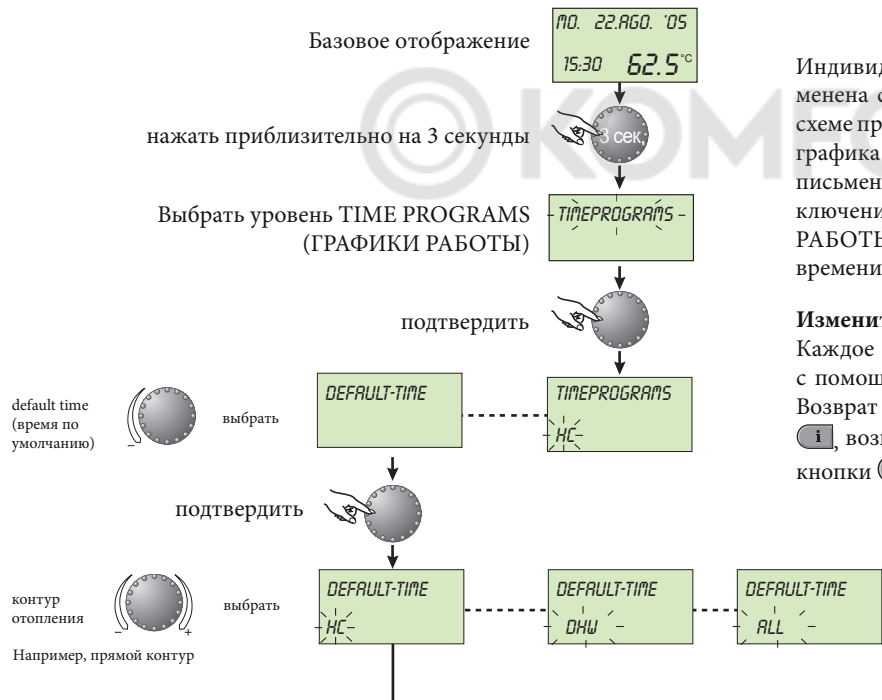 Базовое отображение
MO. 22.AGO. '05
15:30 62.5 °C
KOMF
нажать приблизительно на 3 секунды
3 сек.
Выбрать уровень TIME PROGRAMS
(ГРАФИКИ РАБОТЫ)
TIMEPROGRAMS
подтвердить
default time
(время по
умолчанию)
–
выбрать
DEFAULT-TIME
TIMEPROGRAMS
HC
подтвердить
контур
отопления
– +
выбрать
Например, прямой контур
DEFAULT-TIME
HC
DEFAULT-TIME
DHW
DEFAULT-TIME
ALL
Индивид
менена с
схеме пр
графика
письмен
ключени
РАБОТЫ
времени
Изменит
Каждое
с помощ
Возврат
i, возв
кнопки